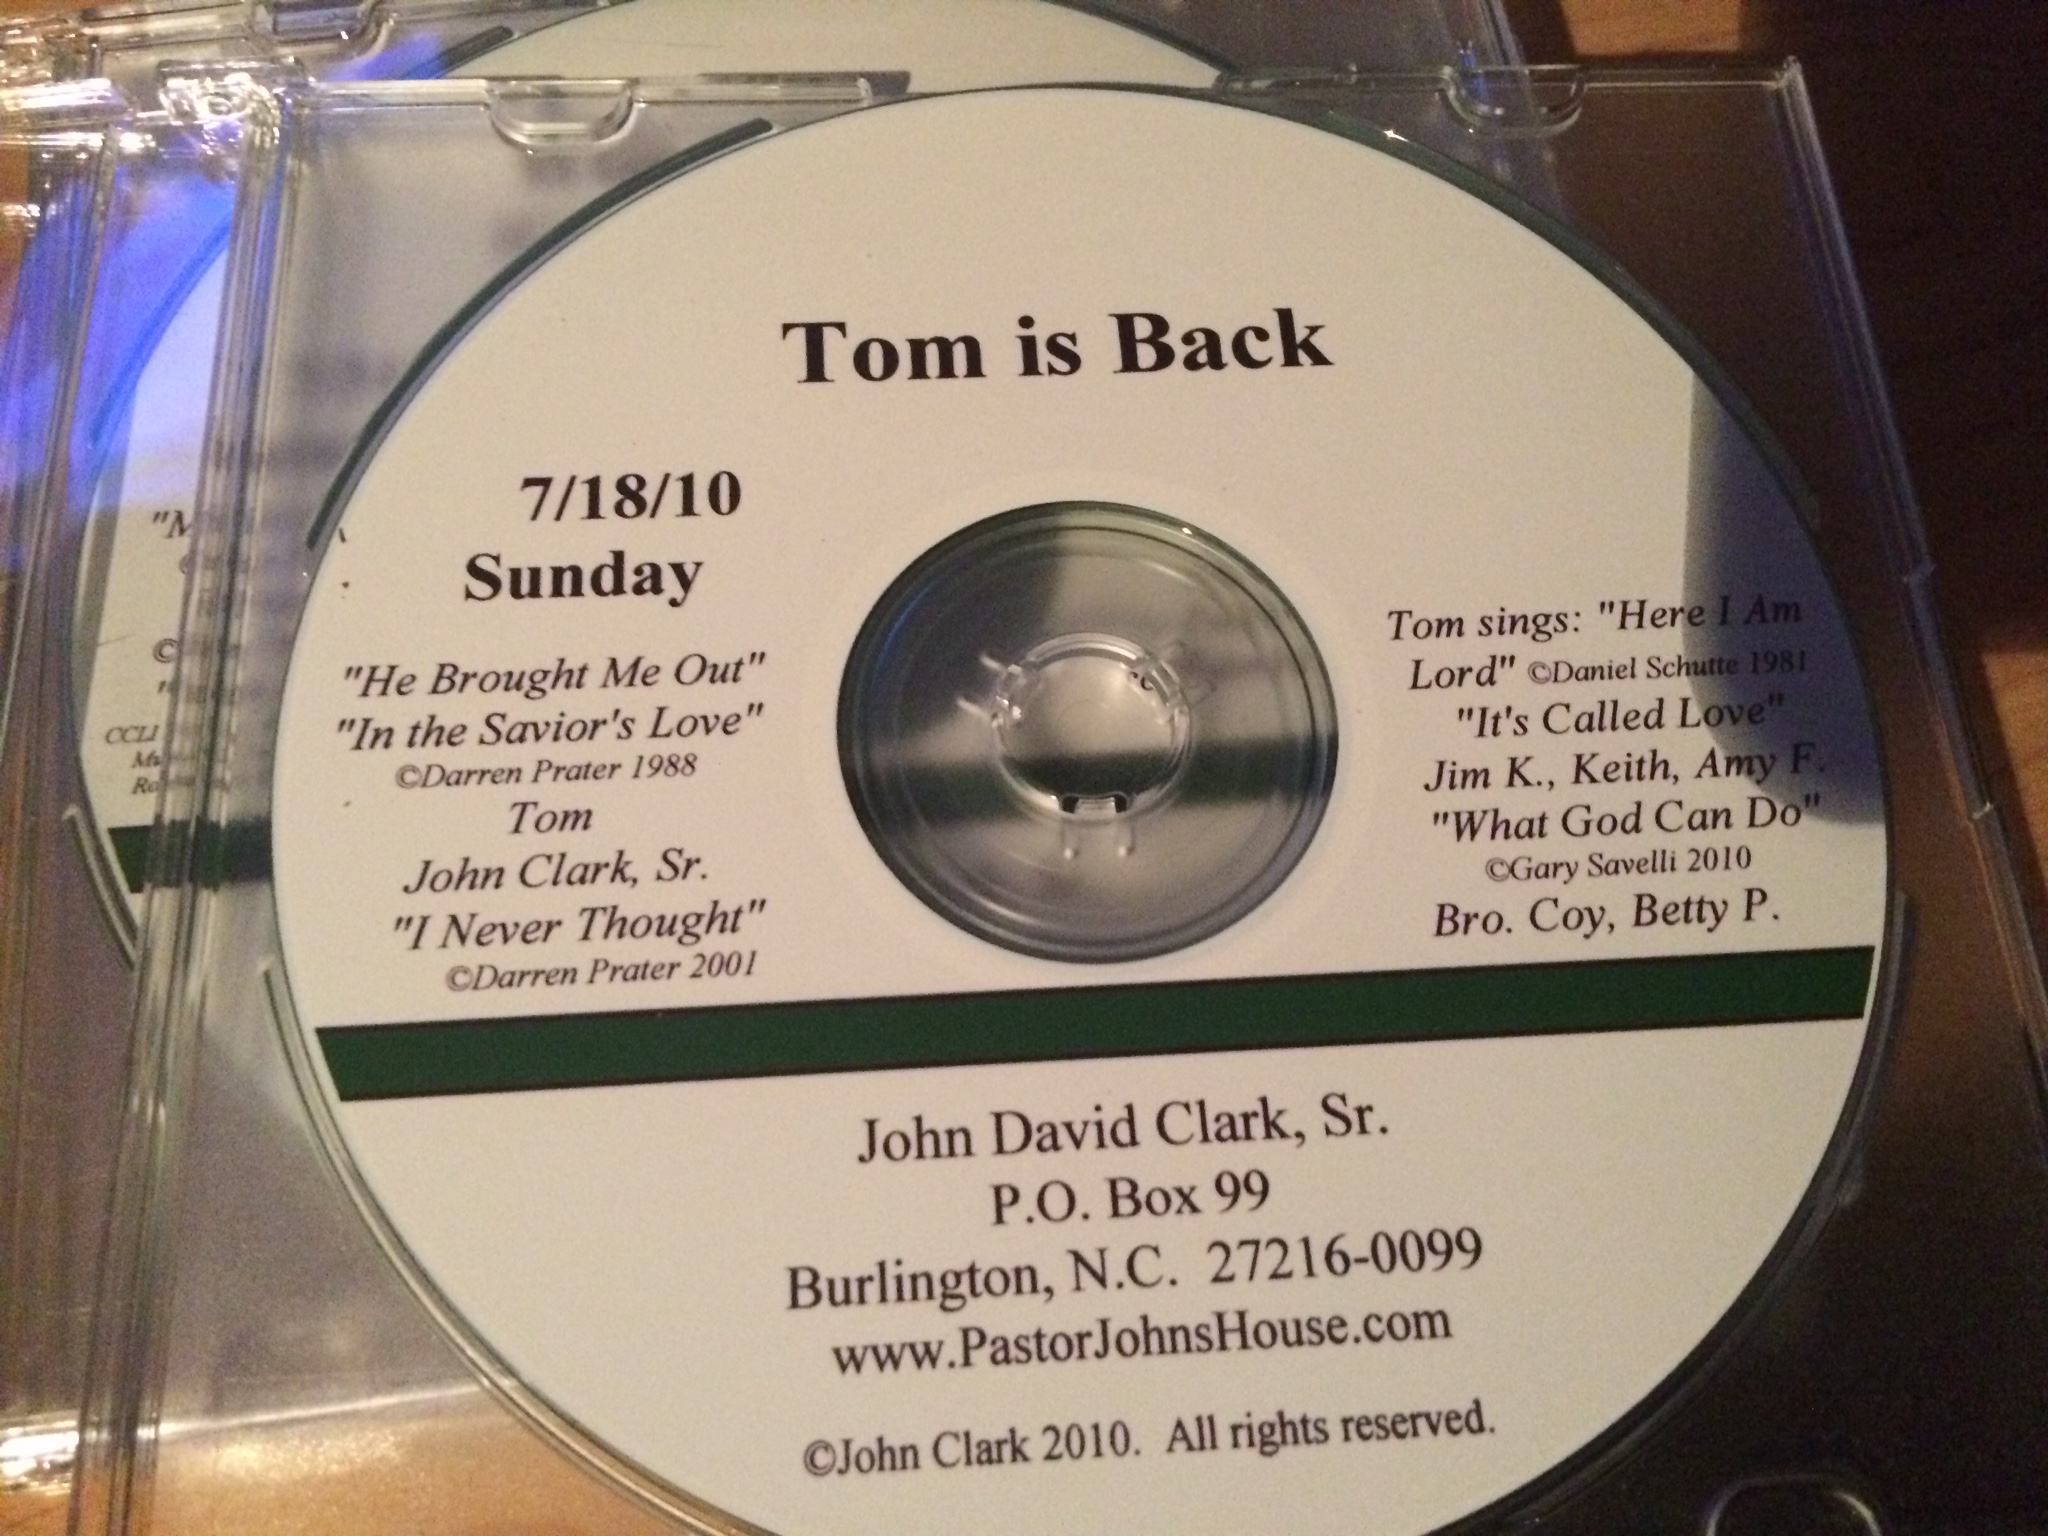 Tom is Back
7/18/10
Sunday
"He Brought Me Out"
"In the Savior's Love"
©Darren Prater 1988
Tom
John Clark, Sr.
"I Never Thought"
©Darren Prater 2001
Tom sings: "Here I Am
Lord" ©Daniel Schutte 1981
"It's Called Love"
Jim K., Keith, Amy F.
"What God Can Do"
©Gary Savelli 2010
Bro. Coy, Betty P.
John David Clark, Sr.
P.O. Box 99
Burlington, N.C. 27216-0099
www.PastorJohnsHouse.com
©John Clark 2010. All rights reserved.
CCLI